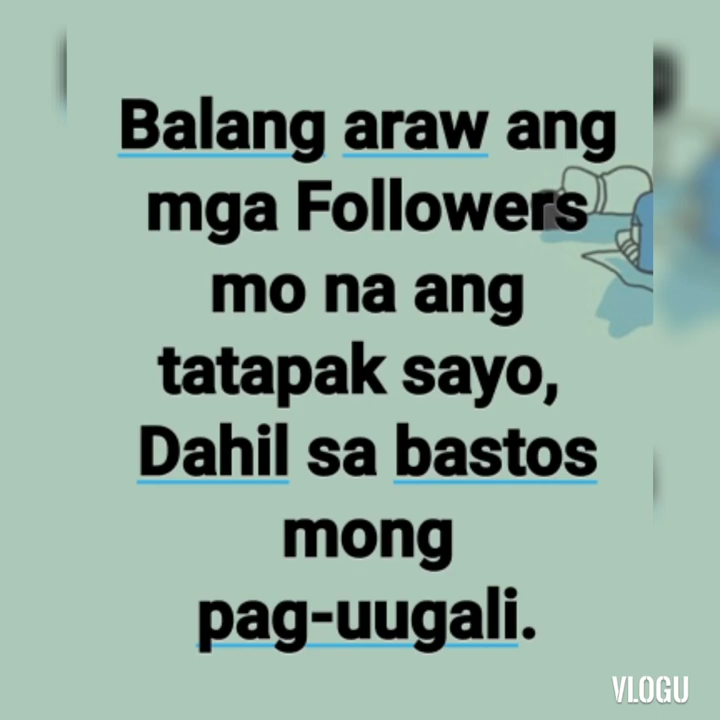 Balang araw ang
mga Followers
mo na ang
tatapak sayo,
Dahil sa bastos
mong
pag-uugali.
VLOGU